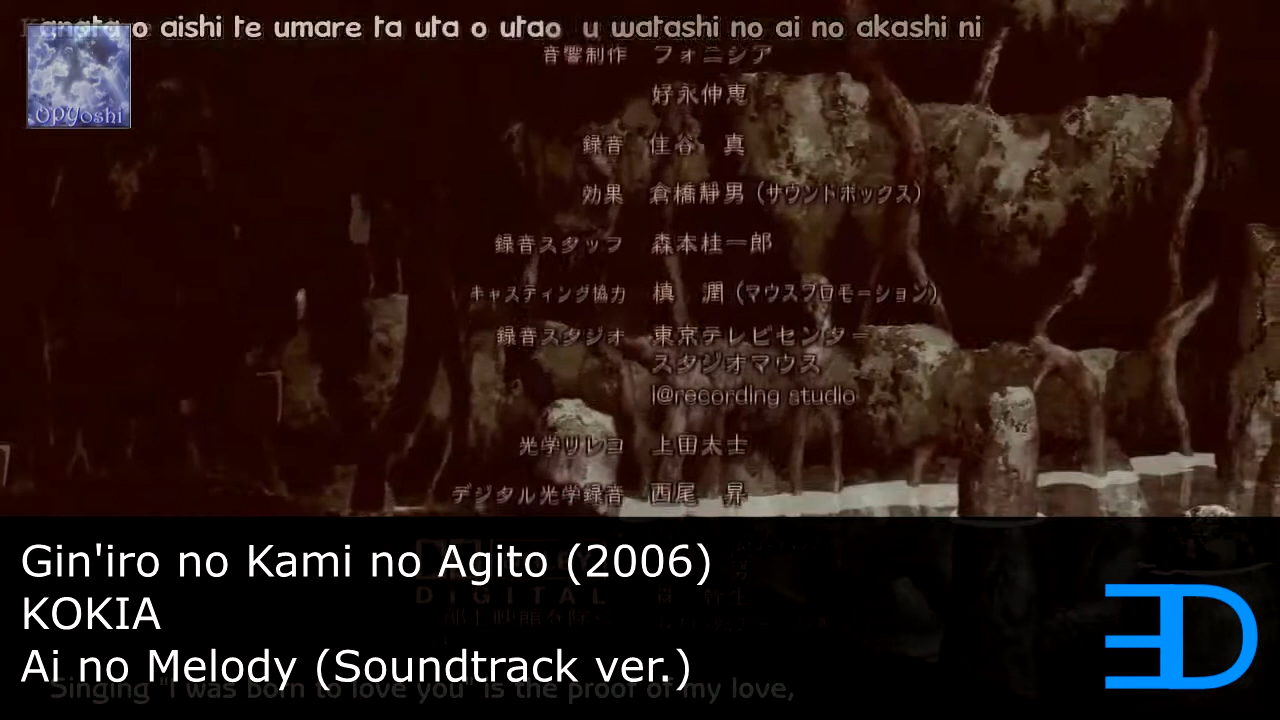 Kanata o aishi te umare ta uta o utao u watashi no ai no akashi ni
OPYoshi
音響制作 フォニシア
好永伸恵
録音 住谷 真
効果 倉橋靜男（サウンドボックス）
録音スタッフ 森本桂一郎
キャスティング協力 槙 潤（マウスプロモーション）
録音スタジオ 東京テレビセンター
スタジオマウス
i@recording studio
光学リレコ 上田太士
デジタル光学録音 西尾 昇
Gin'iro no Kami no Agito (2006)
DIGITAL
KOKIA
Ai no Melody (Soundtrack ver.)
Singing "I was born to love you" is the proof of my love,
ED